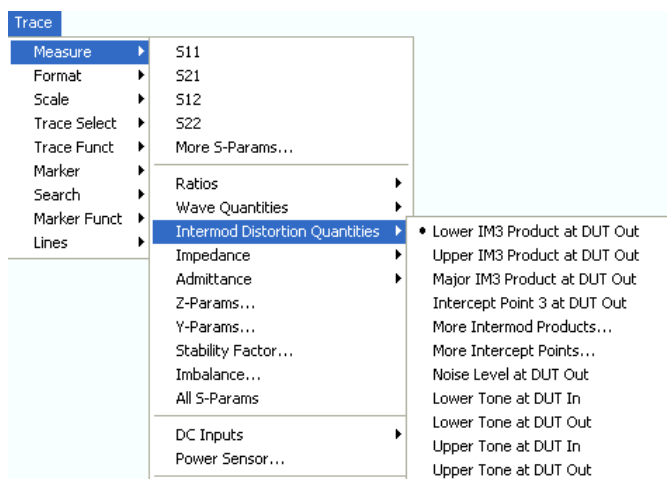 Trace
Measure
Format
Scale
Trace Select
Trace Funct
Marker
Search
Marker Funct
Lines
S11
S21
S12
S22
More S-Params...
Ratios
Wave Quantities
Intermod Distortion Quantities
Impedance
Admittance
Z-Params...
Y-Params...
Stability Factor...
Imbalance...
All S-Params
DC Inputs
Power Sensor...
Lower IM3 Product at DUT Out
Upper IM3 Product at DUT Out
Major IM3 Product at DUT Out
Intercept Point 3 at DUT Out
More Intermod Products...
More Intercept Points...
Noise Level at DUT Out
Lower Tone at DUT In
Lower Tone at DUT Out
Upper Tone at DUT In
Upper Tone at DUT Out